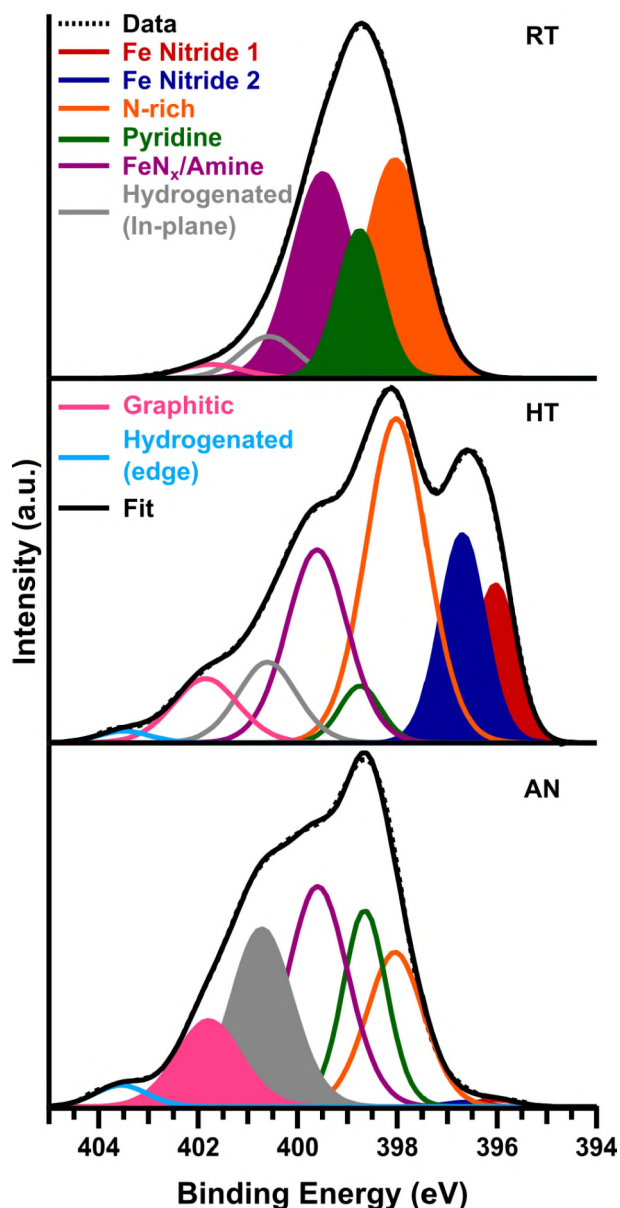 Data
RT
Fe Nitride 1
Fe Nitride 2
N-rich
Pyridine
FeNx/Amine
Hydrogenated
(In-plane)
Graphitic
HT
Hydrogenated
(edge)
Fit
Intensity (a.u.)
AN
404 402 400 398 396 394
Binding Energy (eV)